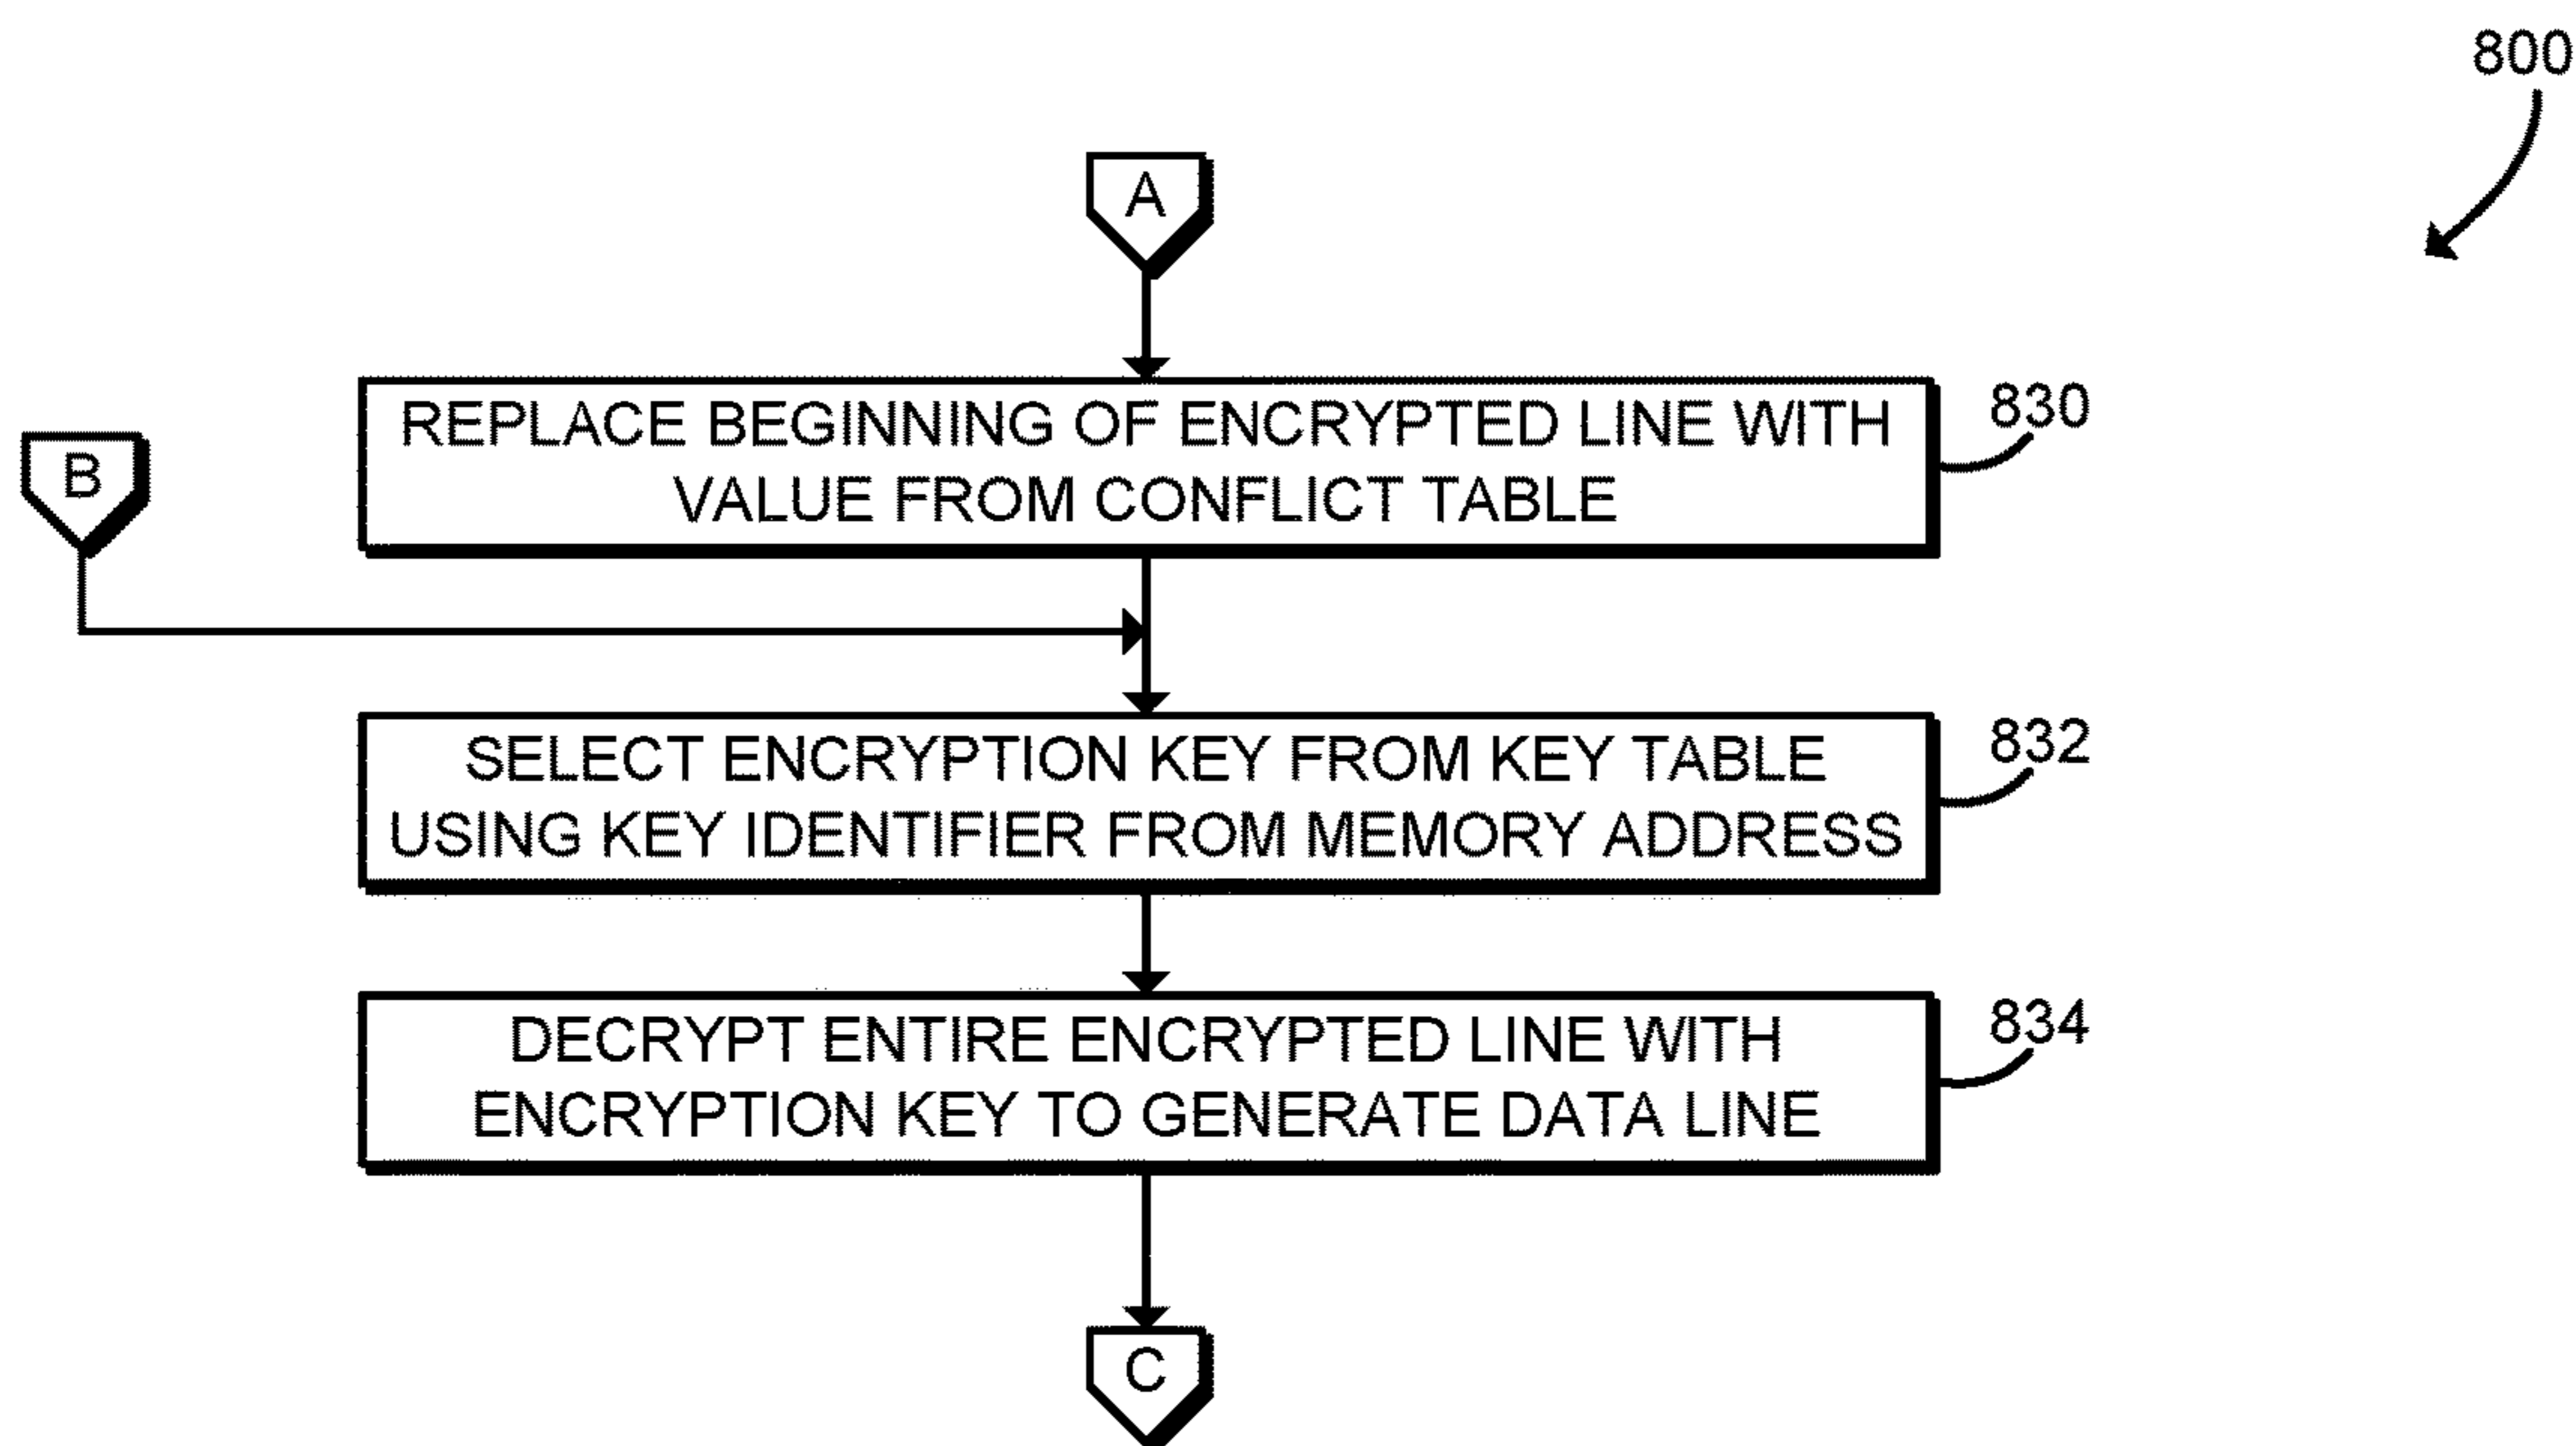 800
A
REPLACE BEGINNING OF ENCRYPTED LINE WITH
VALUE FROM CONFLICT TABLE
830
B
SELECT ENCRYPTION KEY FROM KEY TABLE
USING KEY IDENTIFIER FROM MEMORY ADDRESS
832
DECRYPT ENTIRE ENCRYPTED LINE WITH
ENCRYPTION KEY TO GENERATE DATA LINE
834
C